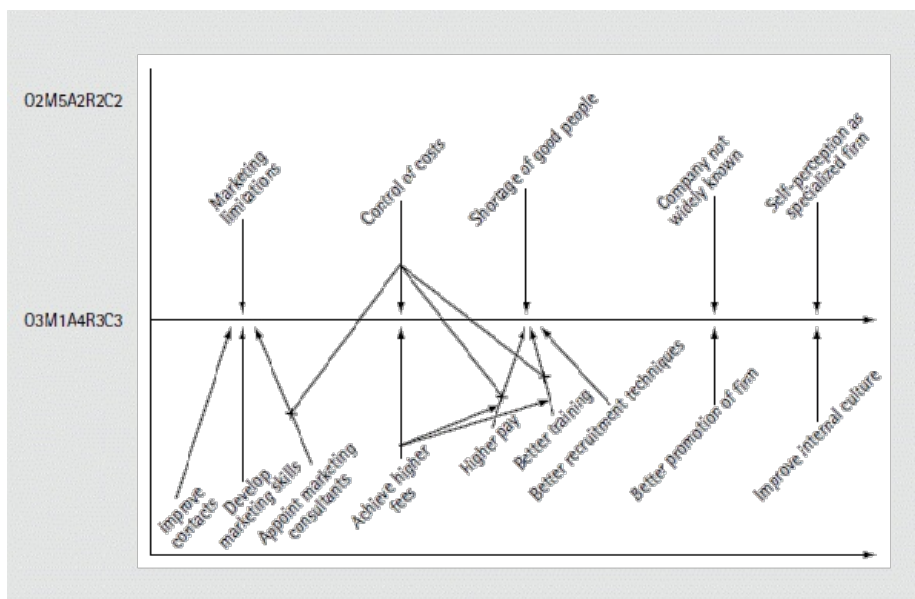 O2M5A2R2C2
Marketing
limitations
Control of costs
Shortage of good people
Company not
widely known
Self-perception as
specialized firm
O3M1A4R3C3
Improve
contacts
Develop
marketing skills
Appoint marketing
consultants
Achieve higher
fees
Higher pay
Better training
Better recruitment techniques
Better promotion of firm
Improve internal culture